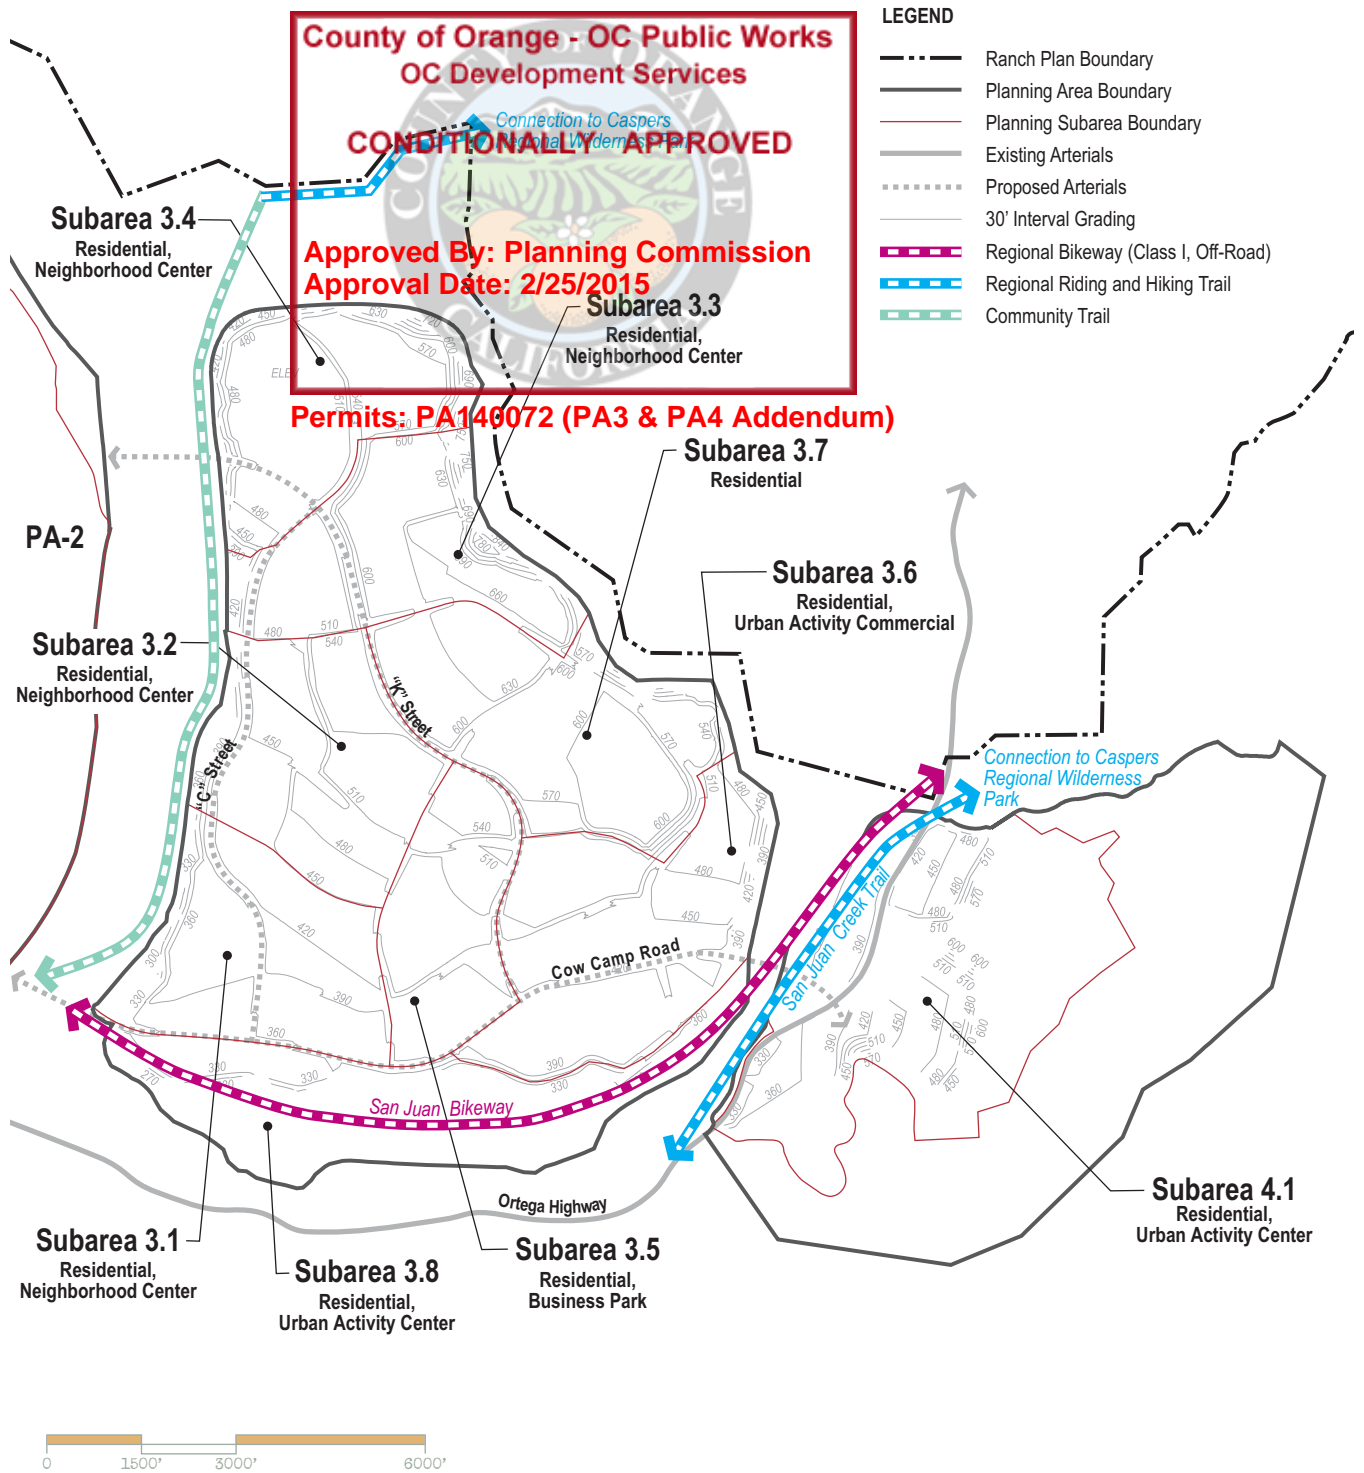 LEGEND
Ranch Plan Boundary
Planning Area Boundary
Planning Subarea Boundary
Existing Arterials
Proposed Arterials
30' Interval Grading
Regional Bikeway (Class I, Off-Road)
Regional Riding and Hiking Trail
Community Trail
County of Orange - OC Public Works
OC Development Services
CONDITIONALLY APPROVED
Connection to Caspers
Regional Wilderness Park
COUNTY OF ORANGE
CALIFORNIA
Approved By: Planning Commission
Approval Date: 2/25/2015
Permits: PA140072 (PA3 & PA4 Addendum)
Subarea 3.4
Residential,
Neighborhood Center
Subarea 3.3
Residential,
Neighborhood Center
Subarea 3.7
Residential
PA-2
Subarea 3.6
Residential,
Urban Activity Commercial
Subarea 3.2
Residential,
Neighborhood Center
"K" Street
"C" Street
Connection to Caspers
Regional Wilderness
Park
San Juan Creek Trail
Cow Camp Road
San Juan Bikeway
Ortega Highway
Subarea 4.1
Residential,
Urban Activity Center
Subarea 3.1
Residential,
Neighborhood Center
Subarea 3.8
Residential,
Urban Activity Center
Subarea 3.5
Residential,
Business Park
0 1500' 3000' 6000'